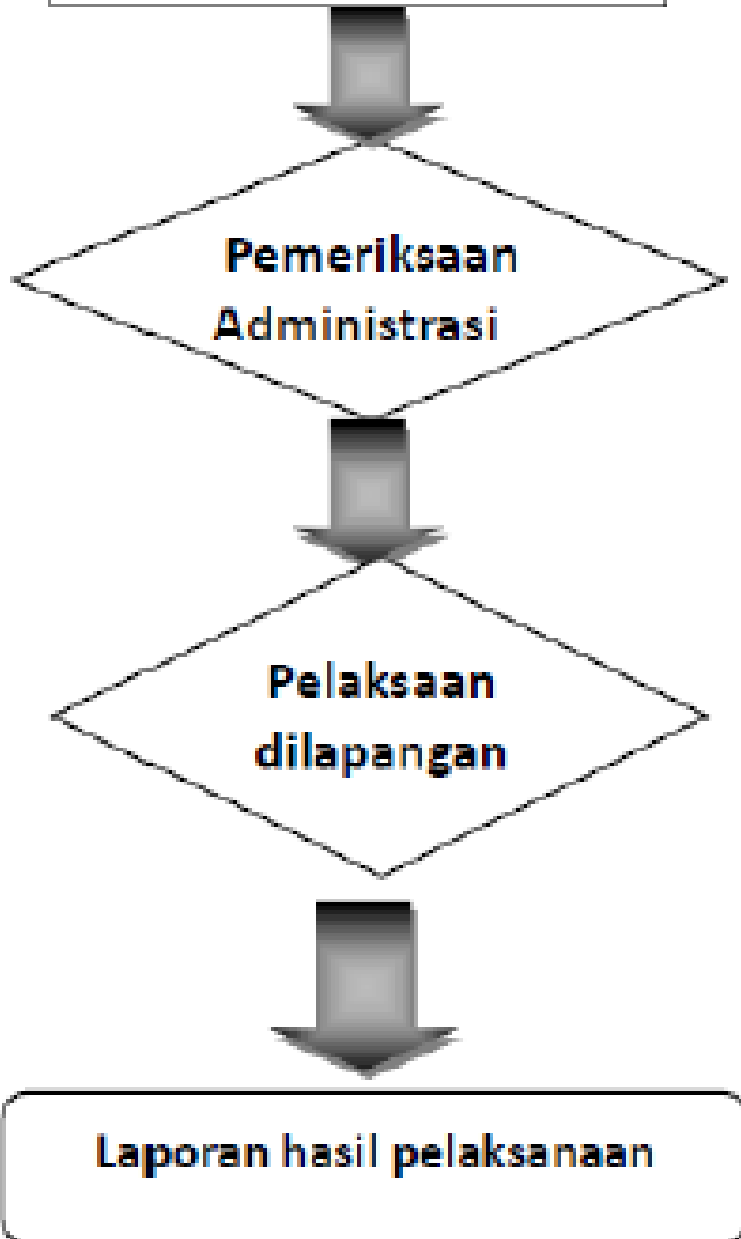 Pemeriksaan
Administrasi
Pelaksaan
dilapangan
Laporan hasil pelaksanaan